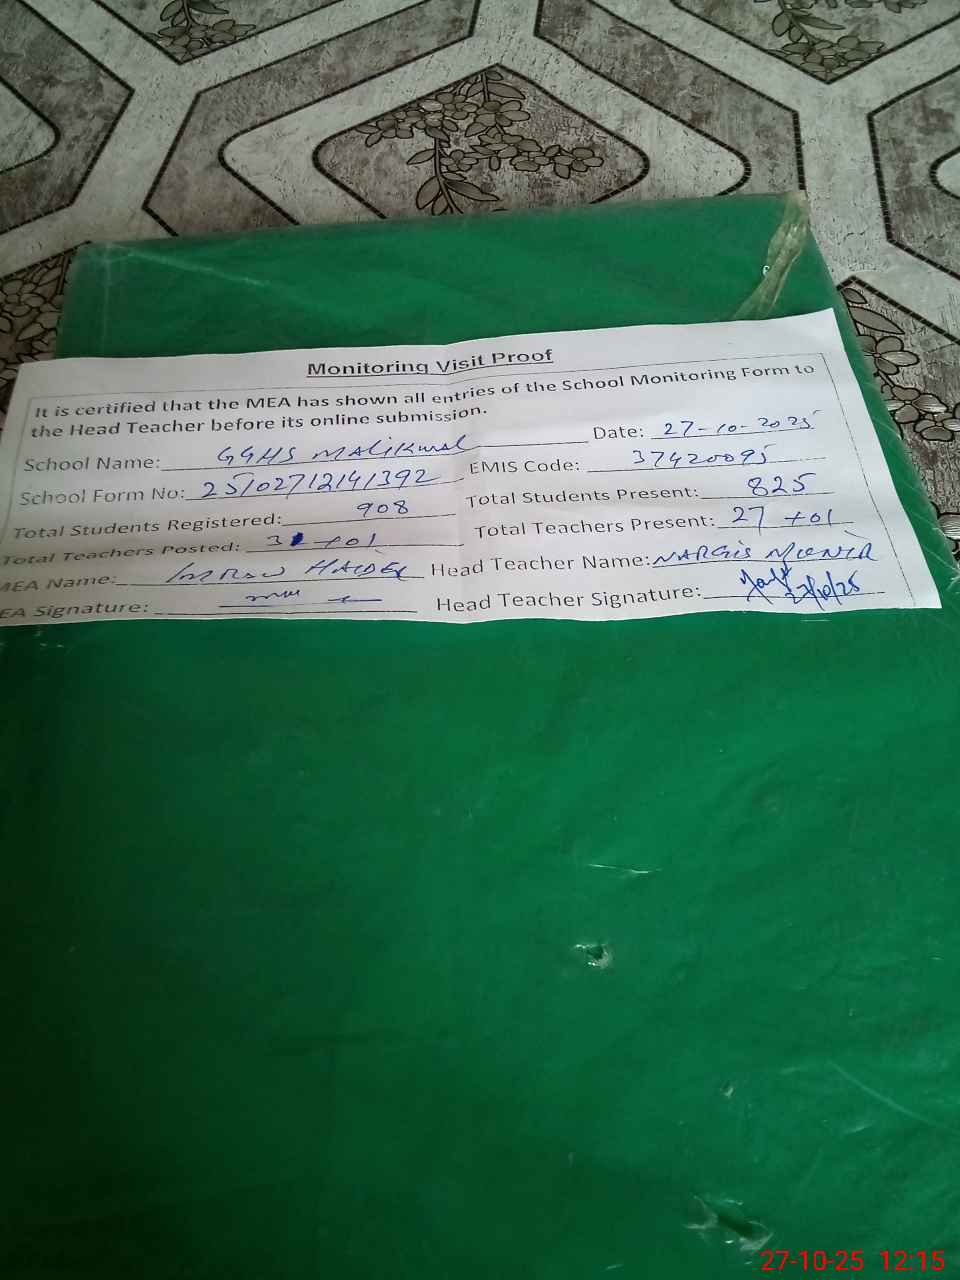 Monitoring Visit Proof
It is certified that the MEA has shown all entries of the School Monitoring Form to
the Head Teacher before its online submission.
School Name: GGHS MALIKWAL Date: 27-10-2025
School Form No: 25102712141392 EMIS Code: 37420095
Total Students Registered: 908 Total Students Present: 825
Total Teachers Posted: +01 Total Teachers Present: 27 +01
MEA Name: IMRAN HAIDER Head Teacher Name: NARGIS MUNIR
EA Signature: Head Teacher Signature: 27/10/25
27-10-25 12:15